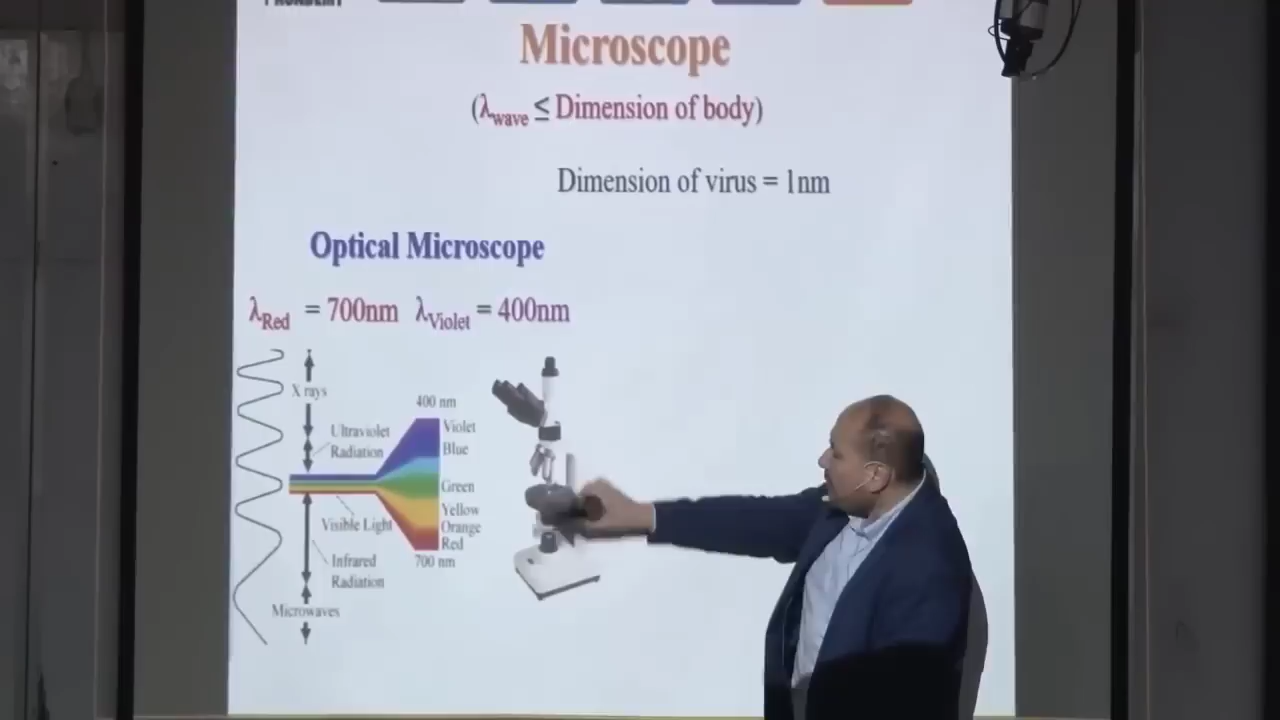 ACADEMY
Microscope
(λwave ≤ Dimension of body)
Dimension of virus = 1nm
Optical Microscope
λRed = 700nm λViolet = 400nm
X rays
400 nm
Ultraviolet
Radiation
Violet
Blue
Green
Yellow
Orange
Red
Visible Light
700 nm
Infrared
Radiation
Microwaves